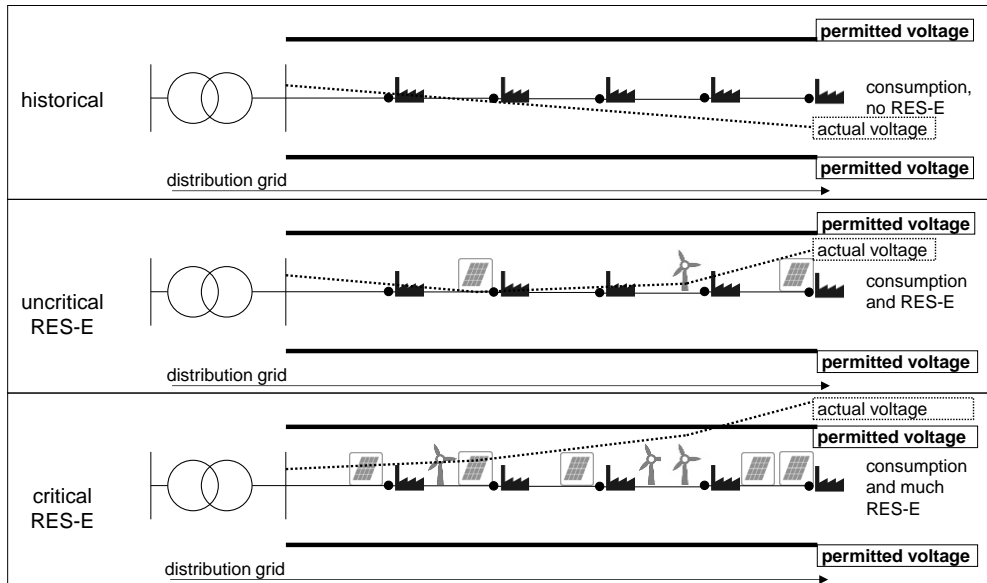 permitted voltage
historical
consumption,
no RES-E
actual voltage
permitted voltage
distribution grid
permitted voltage
actual voltage
uncritical
RES-E
consumption
and RES-E
permitted voltage
distribution grid
actual voltage
permitted voltage
critical
RES-E
consumption
and much
RES-E
permitted voltage
distribution grid